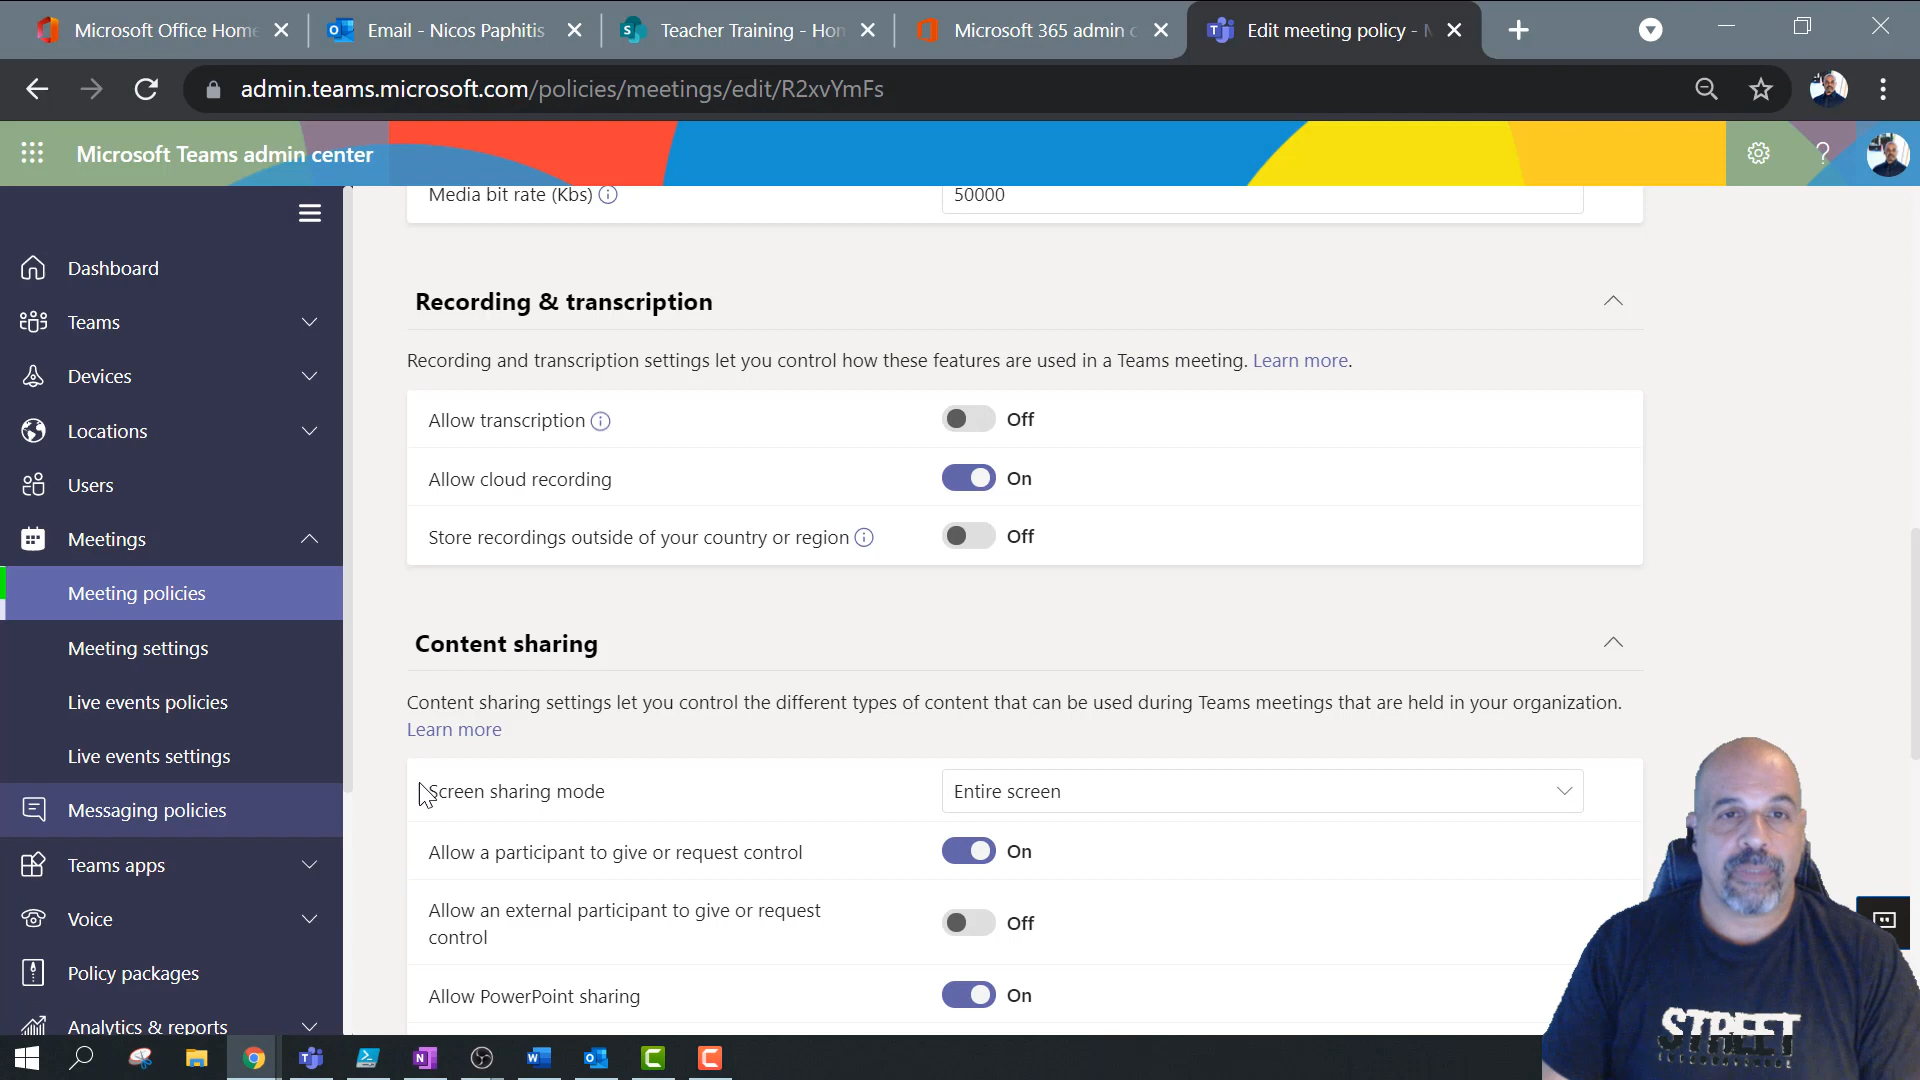 Microsoft Office Home
Email - Nicos Paphitis
Teacher Training - Hom
Microsoft 365 admin c
Edit meeting policy - M
admin.teams.microsoft.com/policies/meetings/edit/R2xvYmFs
Microsoft Teams admin center
?
Dashboard
Teams
Devices
Locations
Users
Meetings
Meeting policies
Meeting settings
Live events policies
Live events settings
Messaging policies
Teams apps
Voice
Policy packages
Analytics & reports
Media bit rate (Kbs)
50000
Recording & transcription
Recording and transcription settings let you control how these features are used in a Teams meeting. Learn more.
Allow transcription Off
Allow cloud recording On
Store recordings outside of your country or region Off
Content sharing
Content sharing settings let you control the different types of content that can be used during Teams meetings that are held in your organization.
Learn more
Screen sharing mode Entire screen
Allow a participant to give or request control On
Allow an external participant to give or request
control
Off
Allow PowerPoint sharing On
STREET